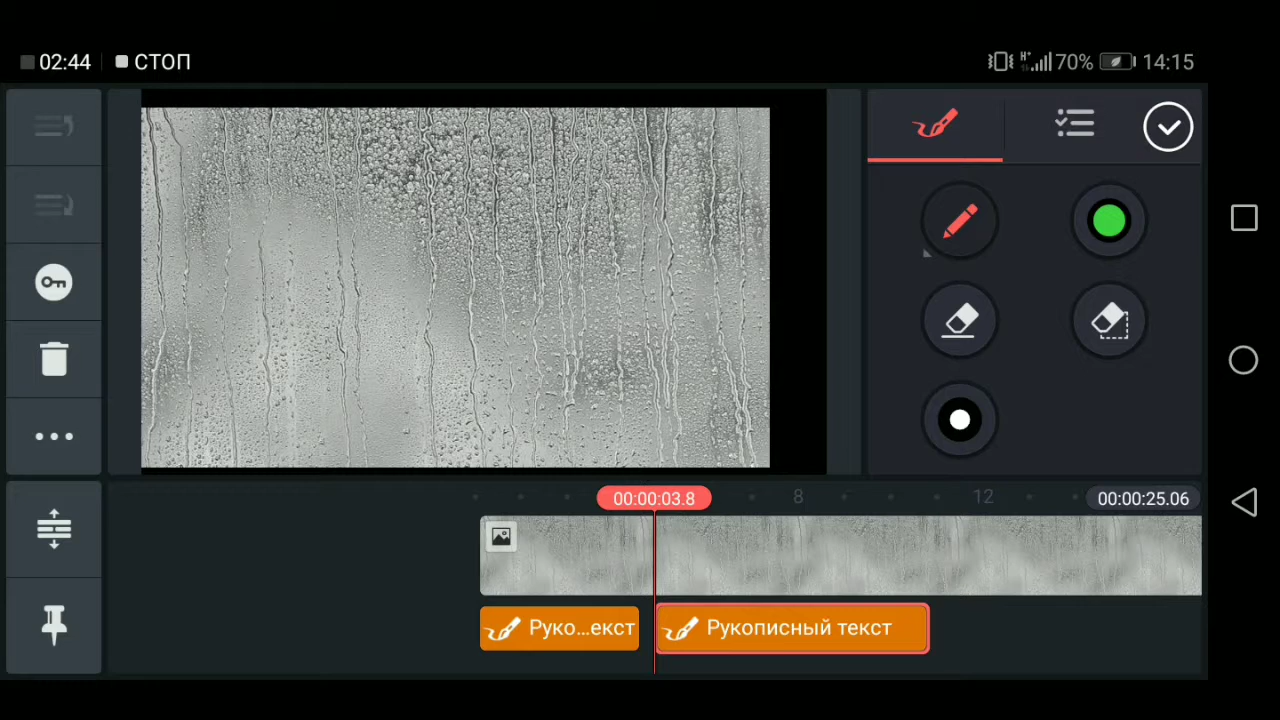 02:44 СТОП 70% 14:15
00:00:03.8 8 12 00:00:25.06
Руко...екст Рукописный текст